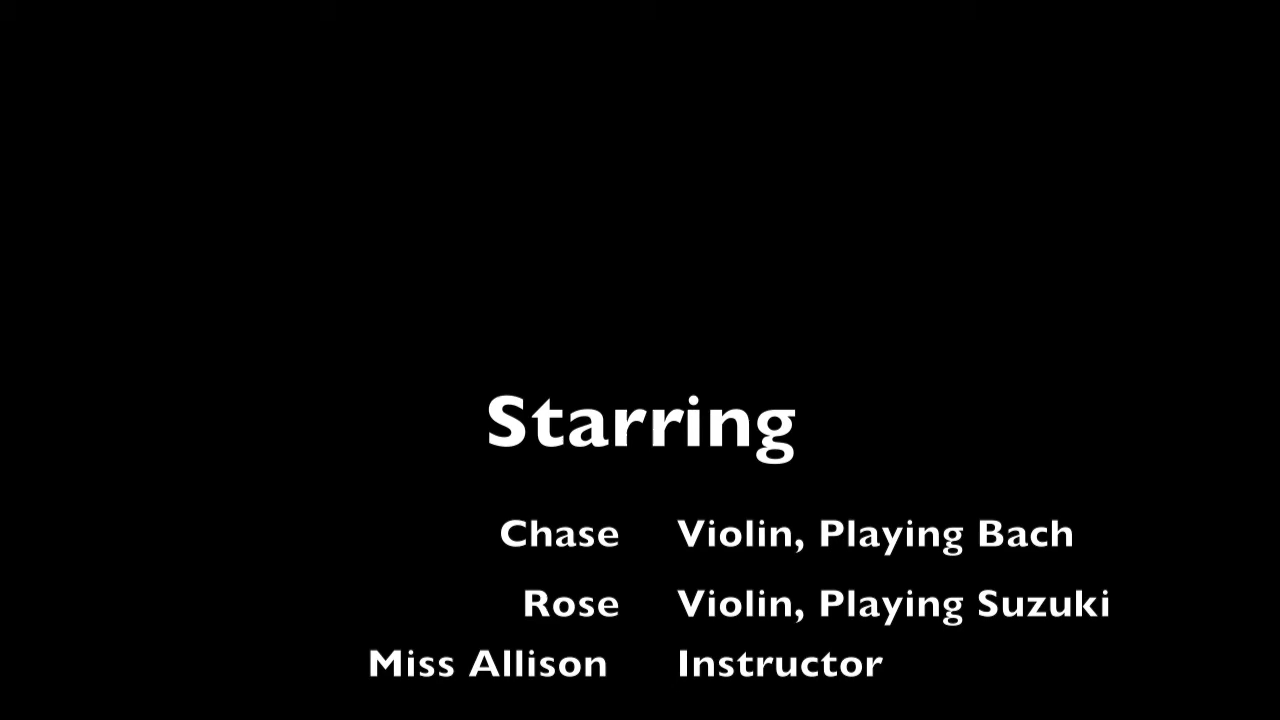 Starring
Chase Violin, Playing Bach
Rose Violin, Playing Suzuki
Miss Allison Instructor